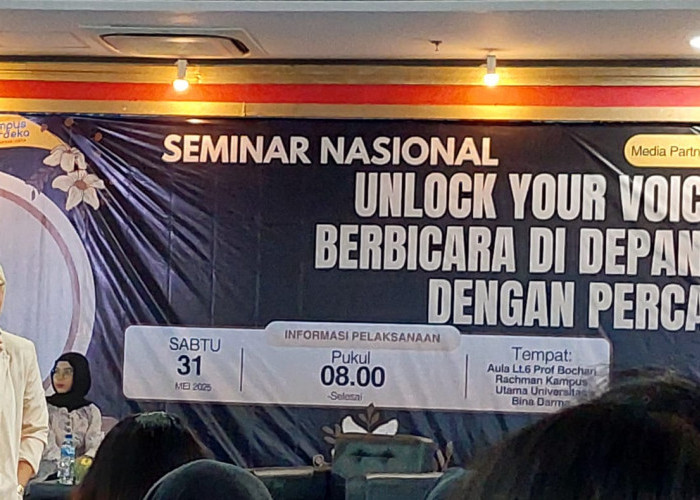 SEMINAR NASIONAL
Media Partn
UNLOCK YOUR VOIC
BERBICARA DI DEPAN
DENGAN PERCA
INFORMASI PELAKSANAAN
SABTU
31
MEI 2025
Pukul
08.00
-Selesai
Tempat:
Aula Lt.6 Prof Bochari
Rachman Kampus
Utama Universitas
Bina Darma